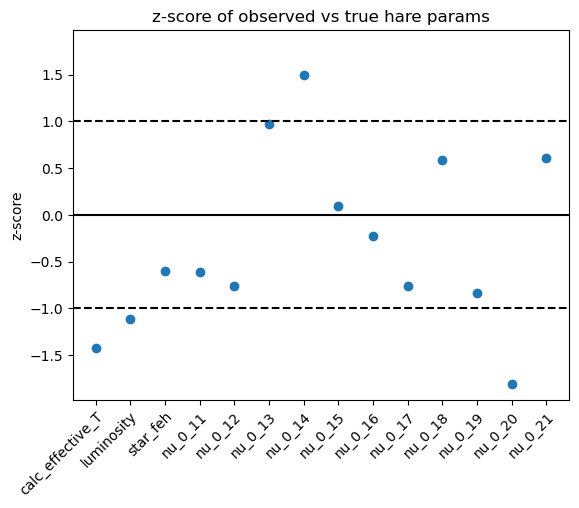 z-score of observed vs true hare params
z-score
1.5
1.0
0.5
0.0
−0.5
−1.0
−1.5
calc_effective_T
luminosity
star_feh
nu_0_11
nu_0_12
nu_0_13
nu_0_14
nu_0_15
nu_0_16
nu_0_17
nu_0_18
nu_0_19
nu_0_20
nu_0_21